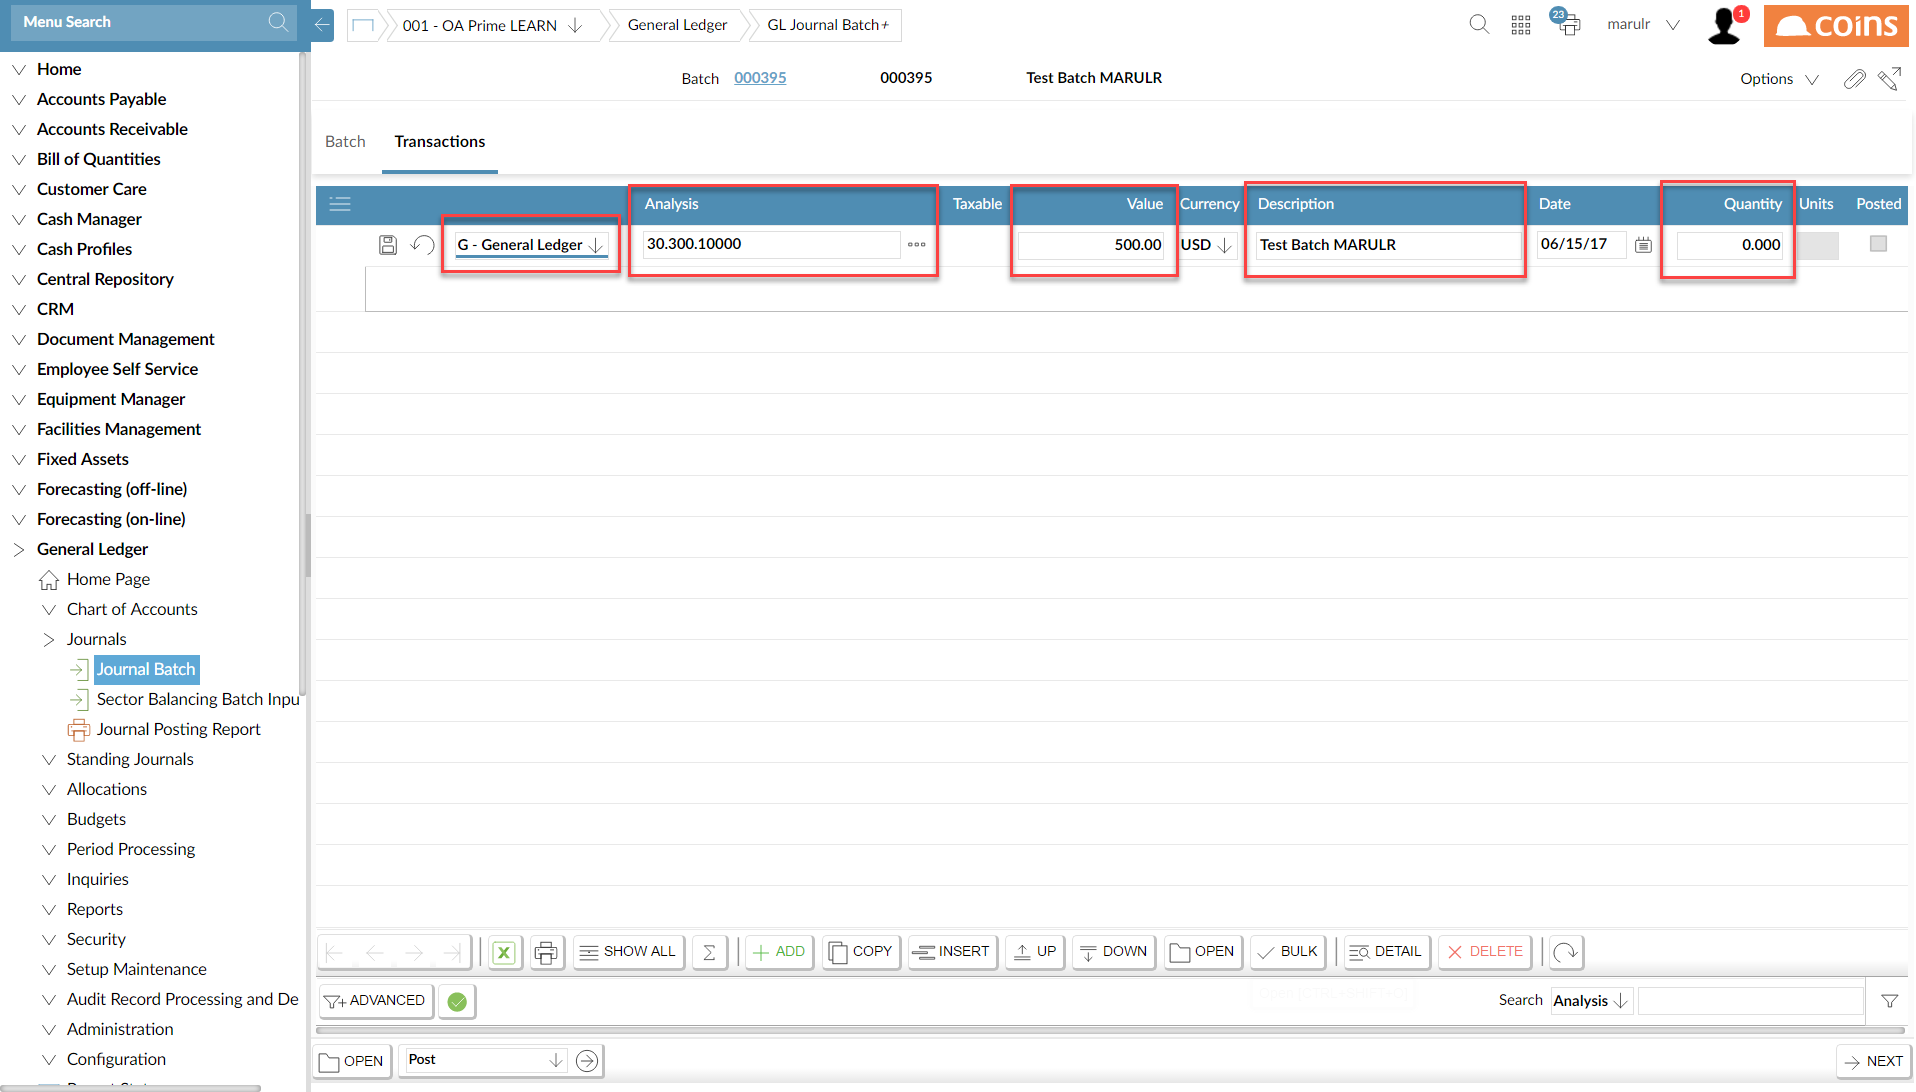 Menu Search
001 - OA Prime LEARN
General Ledger
GL Journal Batch+
23
marulr
1
coins
Batch 000395 000395 Test Batch MARULR
Options
Batch Transactions
Analysis Taxable Value Currency Description Date Quantity Units Posted
G - General Ledger 30.300.10000 500.00 USD Test Batch MARULR 06/15/17 0.000
Home
Accounts Payable
Accounts Receivable
Bill of Quantities
Customer Care
Cash Manager
Cash Profiles
Central Repository
CRM
Document Management
Employee Self Service
Equipment Manager
Facilities Management
Fixed Assets
Forecasting (off-line)
Forecasting (on-line)
General Ledger
Home Page
Chart of Accounts
Journals
Journal Batch
Sector Balancing Batch Inpu
Journal Posting Report
Standing Journals
Allocations
Budgets
Period Processing
Inquiries
Reports
Security
Setup Maintenance
Audit Record Processing and De
Administration
Configuration
SHOW ALL Σ ADD COPY INSERT UP DOWN OPEN BULK DETAIL DELETE
ADVANCED
Search Analysis
OPEN Post NEXT